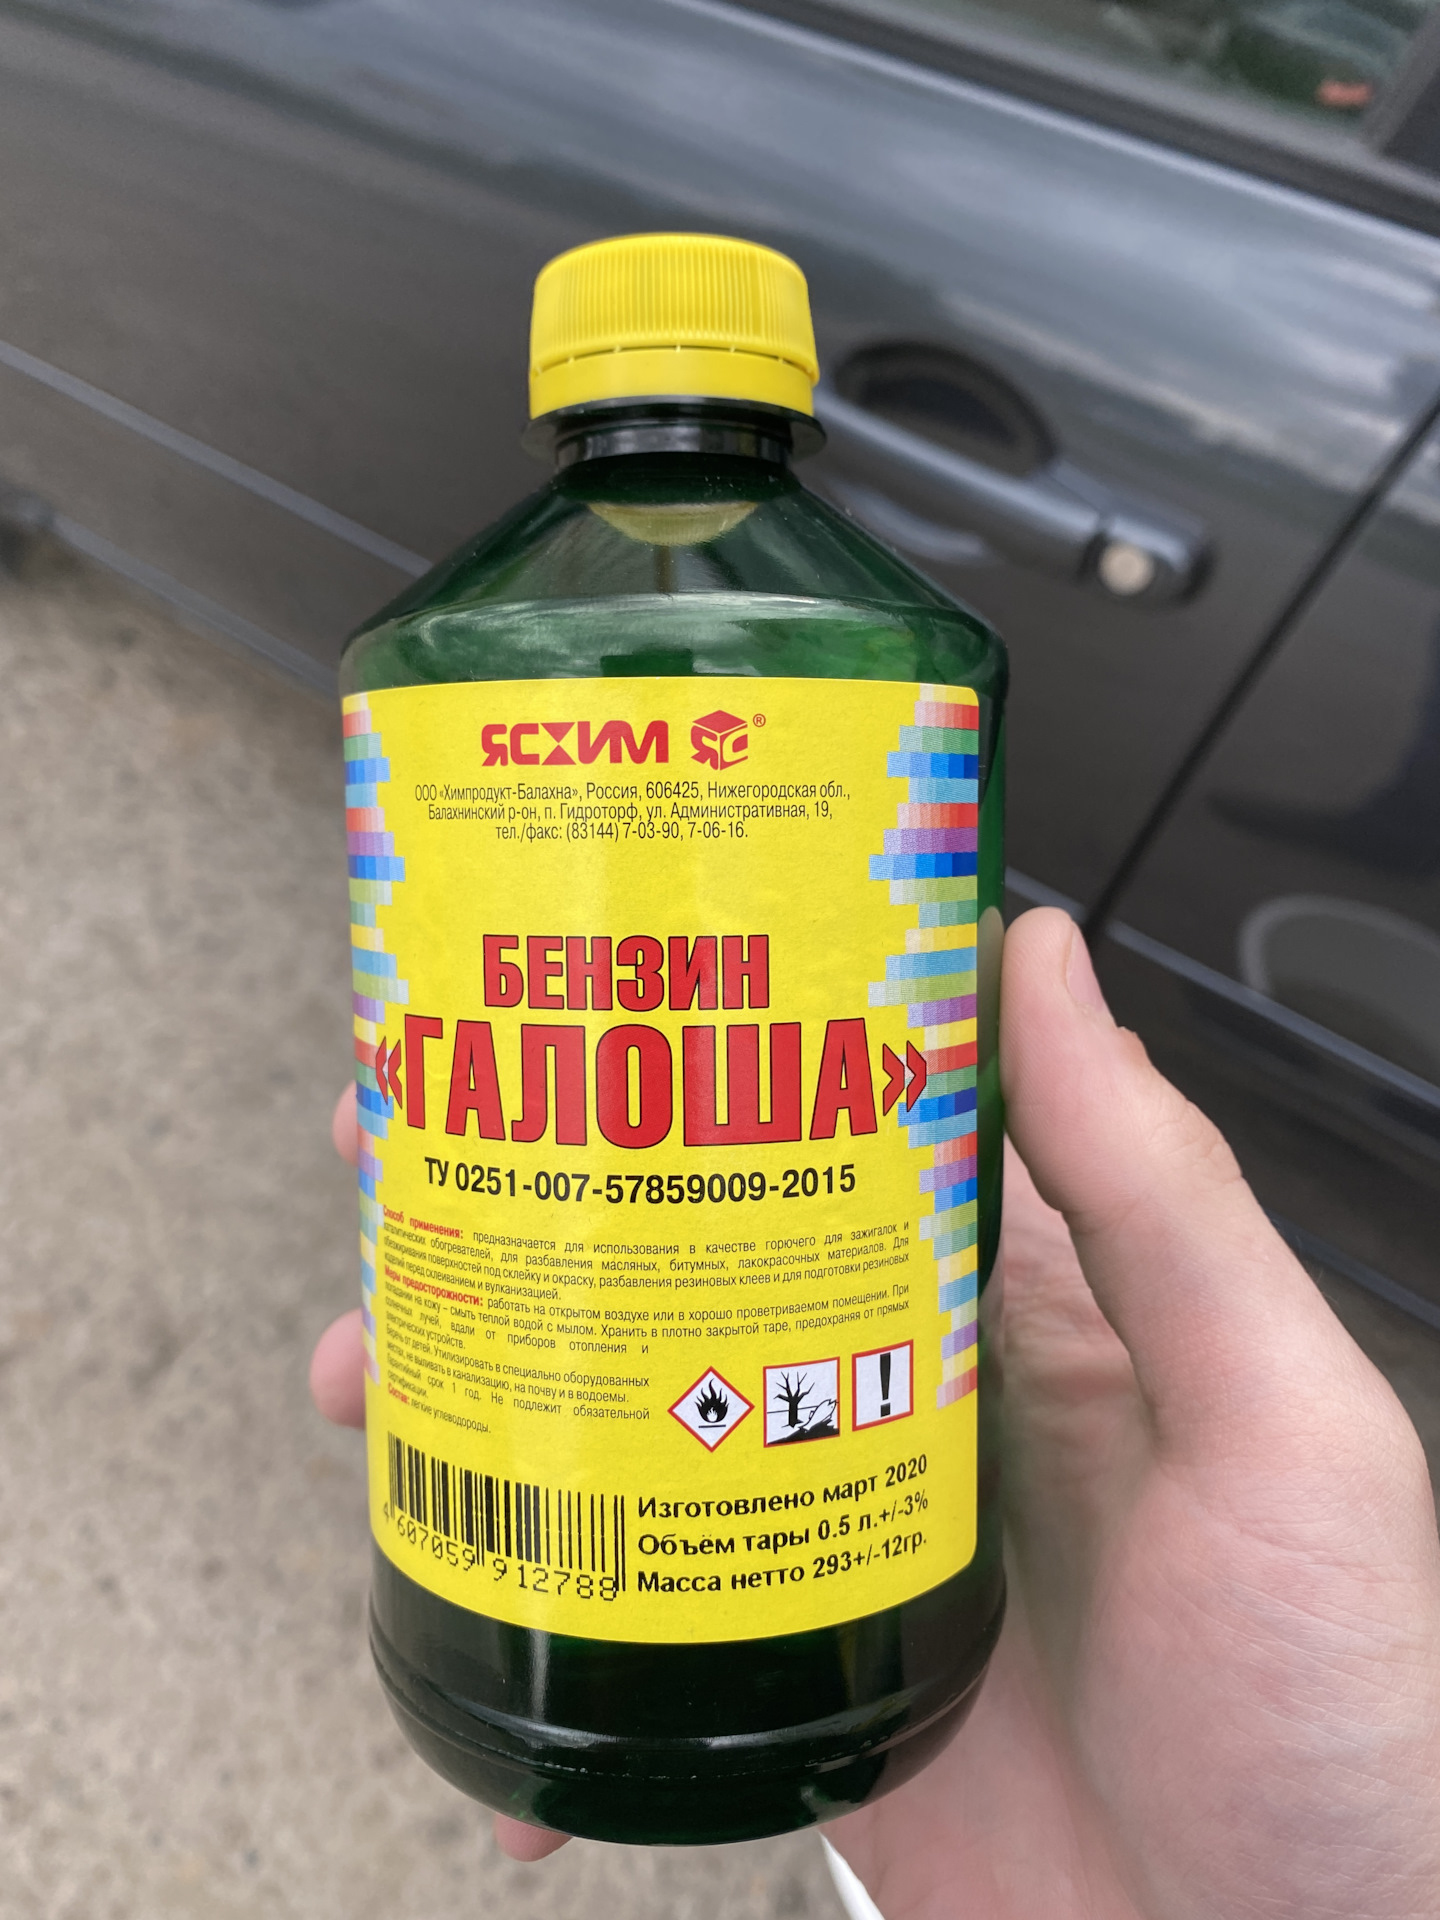 ЯСХИМ ЯС®
ООО «Химпродукт-Балахна», Россия, 606425, Нижегородская обл.,
Балахнинский р-он, п. Гидроторф, ул. Административная, 19,
тел./факс: (83144) 7-03-90, 7-06-16.
БЕНЗИН
«ГАЛОША»
ТУ 0251-007-57859009-2015
Способ применения: предназначается для использования в качестве горючего для зажигалок и
каталитических обогревателей, для разбавления масляных, битумных, лакокрасочных материалов. Для
обезжиривания поверхностей под склейку и окраску, разбавления резиновых клеев и для подготовки резиновых
изделий перед склеиванием и вулканизацией.
Меры предосторожности: работать на открытом воздухе или в хорошо проветриваемом помещении. При
попадании на кожу – смыть теплой водой с мылом. Хранить в плотно закрытой таре, предохраняя от прямых
солнечных лучей, вдали от приборов отопления и
электрических устройств.
Беречь от детей. Утилизировать в специально оборудованных
местах, не выливать в канализацию, на почву и в водоемы.
Гарантийный срок 1 год. Не подлежит обязательной
сертификации.
Состав: легкие углеводороды.
4 607059 912788
Изготовлено март 2020
Объём тары 0.5 л.+/-3%
Масса нетто 293+/-12гр.